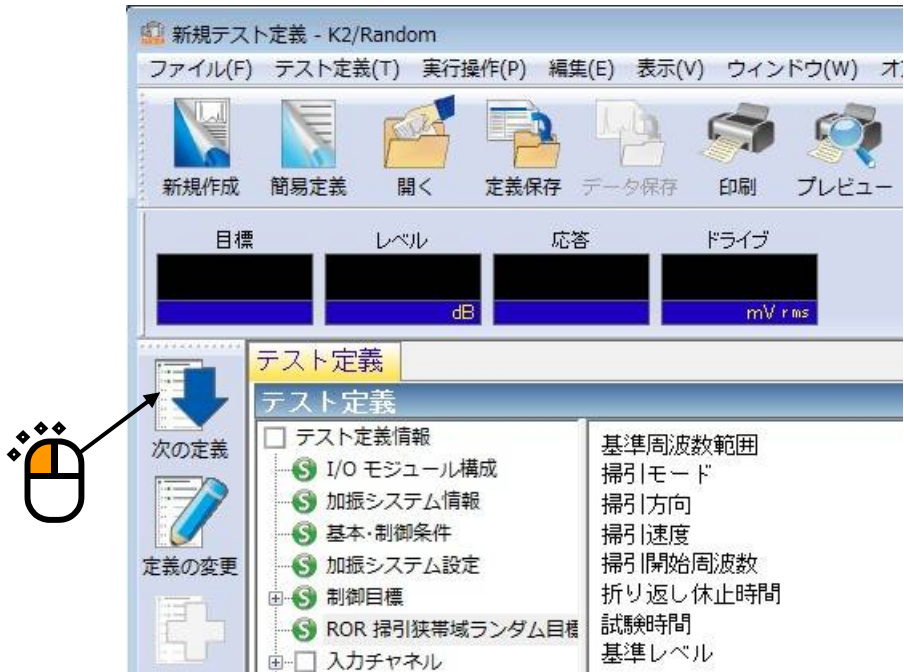 新規テスト定義 - K2/Random
ファイル(F) テスト定義(T) 実行操作(P) 編集(E) 表示(V) ウィンドウ(W)
新規作成 簡易定義 開く 定義保存 データ保存 印刷 プレビュー
目標 レベル 応答 ドライブ
dB mV rms
テスト定義
テスト定義
次の定義
定義の変更
テスト定義情報
I/O モジュール構成
加振システム情報
基本・制御条件
加振システム設定
制御目標
ROR 掃引狭帯域ランダム目標
入力チャネル
基準周波数範囲
掃引モード
掃引方向
掃引速度
掃引開始周波数
折り返し休止時間
試験時間
基準レベル